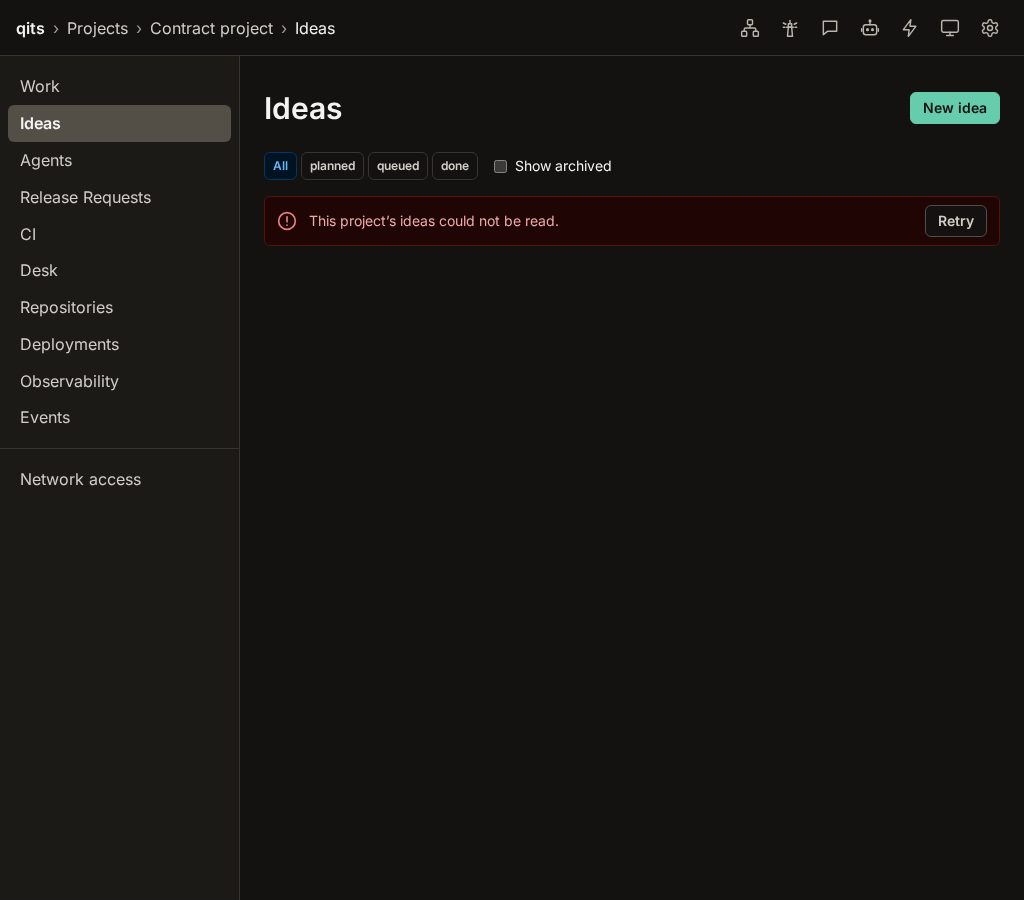 qits › Projects › Contract project › Ideas
Work
Ideas
Agents
Release Requests
CI
Desk
Repositories
Deployments
Observability
Events
Network access
Ideas
New idea
All planned queued done Show archived
This project’s ideas could not be read. Retry